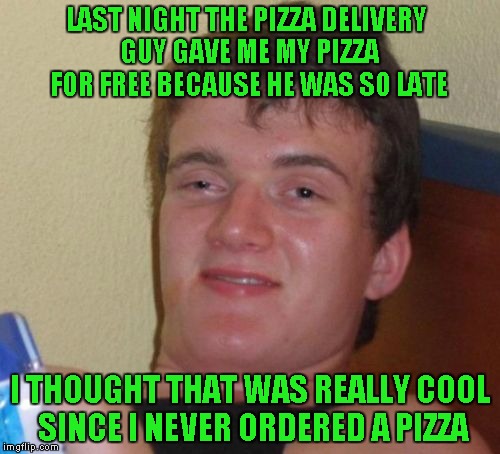 LAST NIGHT THE PIZZA DELIVERY
GUY GAVE ME MY PIZZA
FOR FREE BECAUSE HE WAS SO LATE
I THOUGHT THAT WAS REALLY COOL
SINCE I NEVER ORDERED A PIZZA
imgflip.com